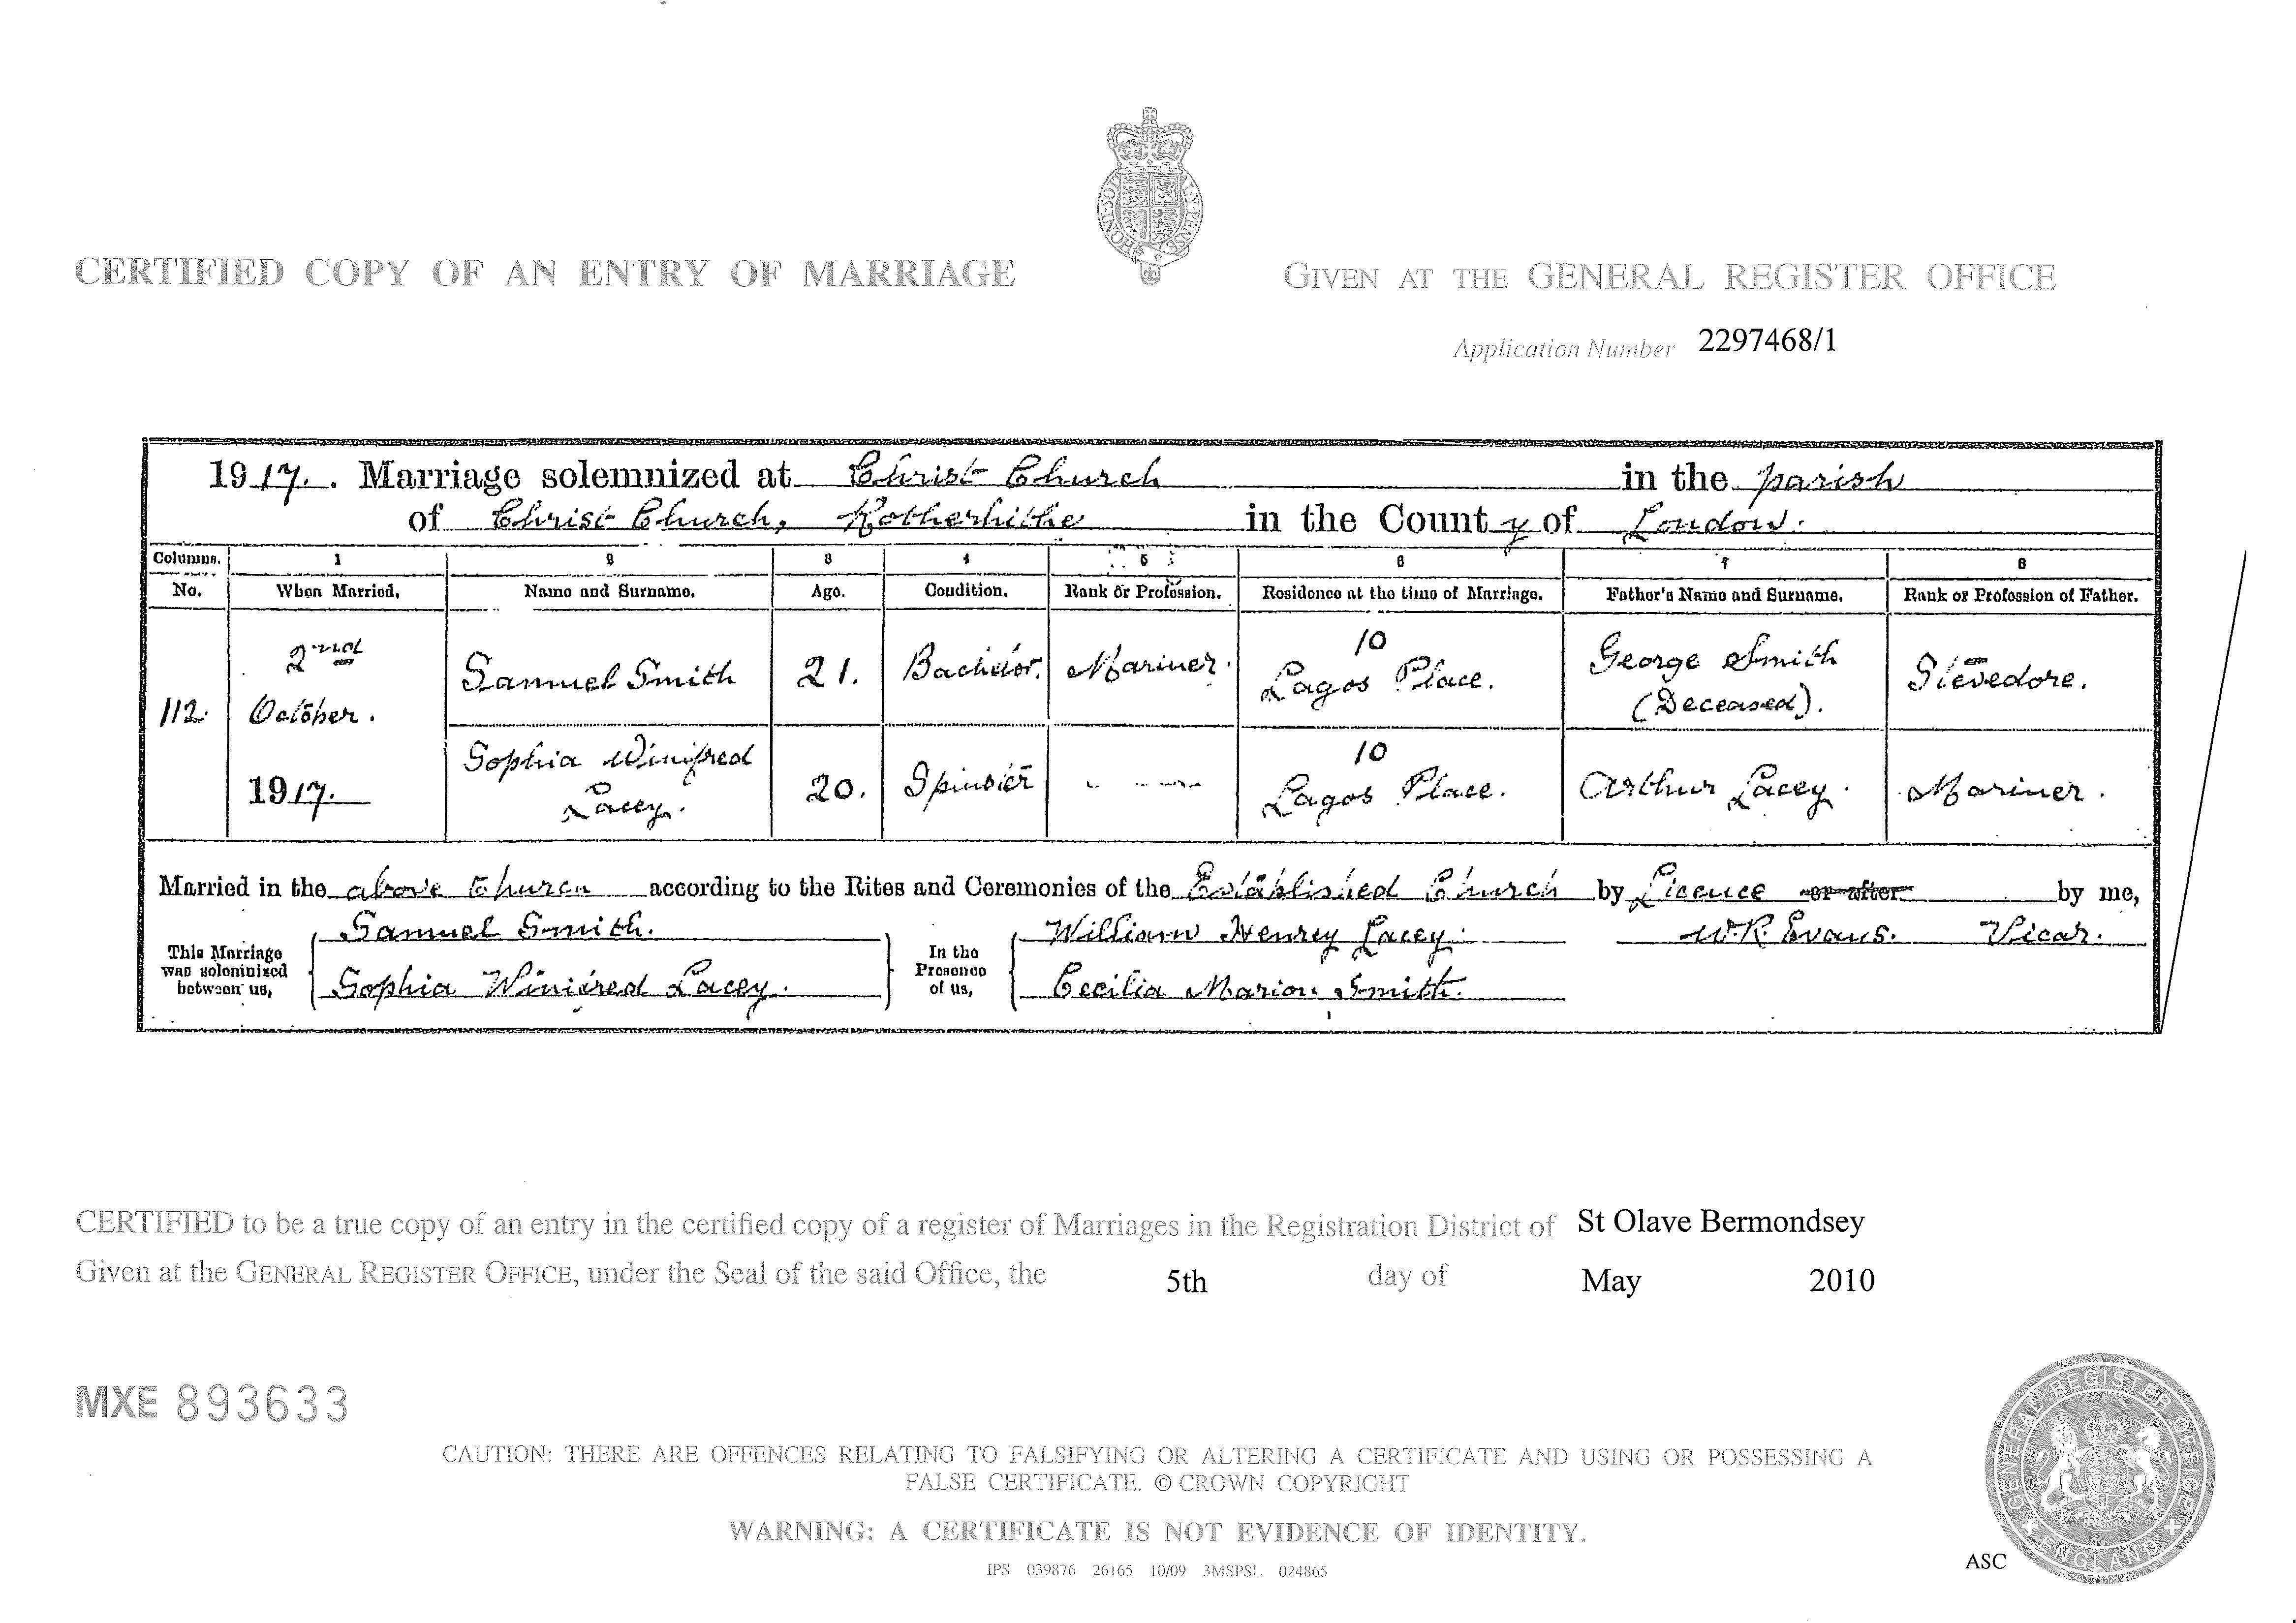 HONI·SOIT·QUI·MAL·Y·PENSE
CERTIFIED COPY OF AN ENTRY OF MARRIAGE
GIVEN AT THE GENERAL REGISTER OFFICE
Application Number 2297468/1
1917. Marriage solemnized at Christ Church in the parish
of Christ Church, Rotherhithe in the County of London.
Columns. 1 2 3 4 5 6 7 8
No. When Married. Name and Surname. Age. Condition. Rank or Profession. Residence at the time of Marriage. Father's Name and Surname. Rank or Profession of Father.
112. 2nd October. 1917.
Samuel Smith 21. Bachelor. Mariner. 10 Lagos Place. George Smith (Deceased). Stevedore.
Sophia Winifred Lacey. 20. Spinster - - - 10 Lagos Place. Arthur Lacey. Mariner.
Married in the above Church according to the Rites and Ceremonies of the Established Church by Licence or after by me,
This Marriage was solemnized between us,
Samuel Smith.
Sophia Winifred Lacey.
In the Presence of us,
William Henrey Lacey.
Cecilia Marion Smith.
W.R. Evans. Vicar.
CERTIFIED to be a true copy of an entry in the certified copy of a register of Marriages in the Registration District of St Olave Bermondsey
Given at the GENERAL REGISTER OFFICE, under the Seal of the said Office, the 5th day of May 2010
MXE 893633
CAUTION: THERE ARE OFFENCES RELATING TO FALSIFYING OR ALTERING A CERTIFICATE AND USING OR POSSESSING A
FALSE CERTIFICATE. © CROWN COPYRIGHT
WARNING: A CERTIFICATE IS NOT EVIDENCE OF IDENTITY.
IPS 039876 26165 10/09 3MSPSL 024865
ASC
GENERAL REGISTER OFFICE
ENGLAND